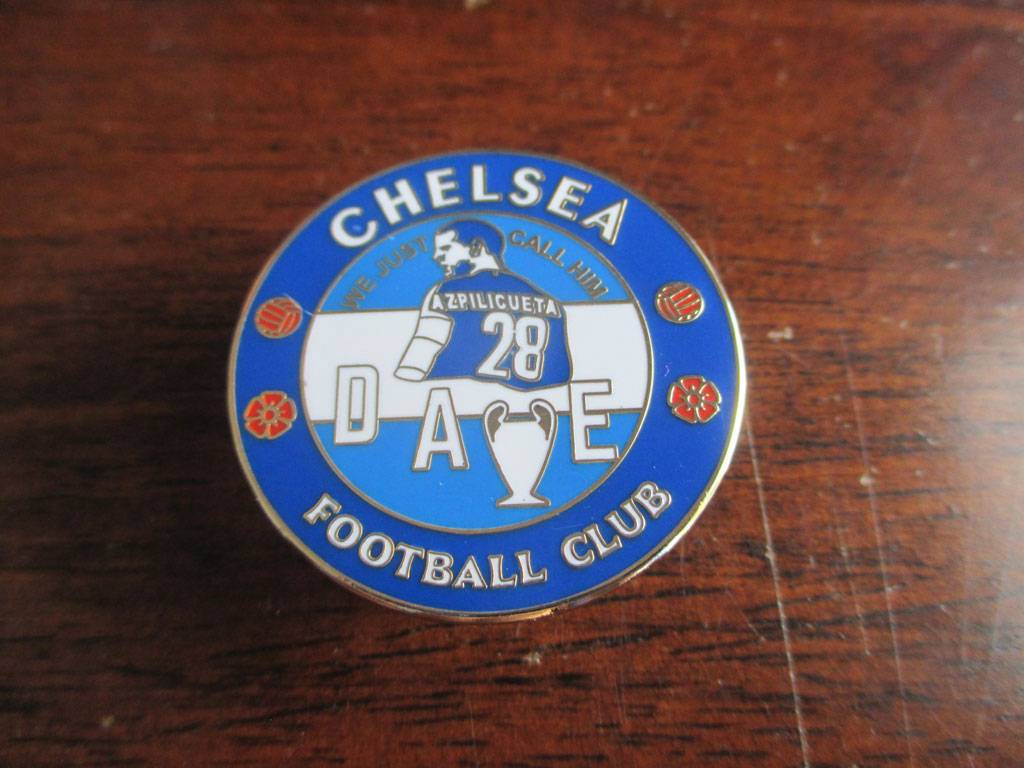 CHELSEA
WE JUST CALL HIM
AZPILICUETA
28
DAVE
FOOTBALL CLUB